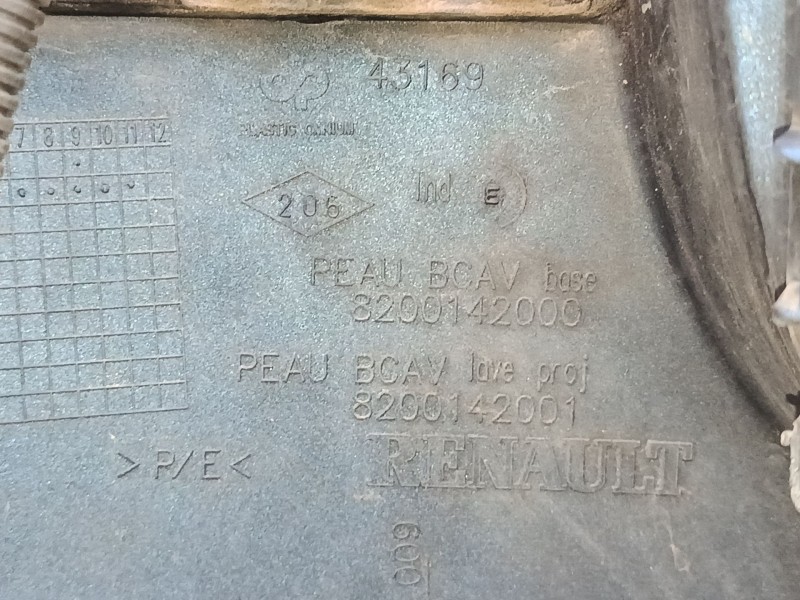 43169
PLASTIC OMNIUM
7 8 9 10 11 12
206
Ind E
PEAU BCAV base
8200142000
PEAU BCAV lave proj
8200142001
>P/E<
RENAULT
600